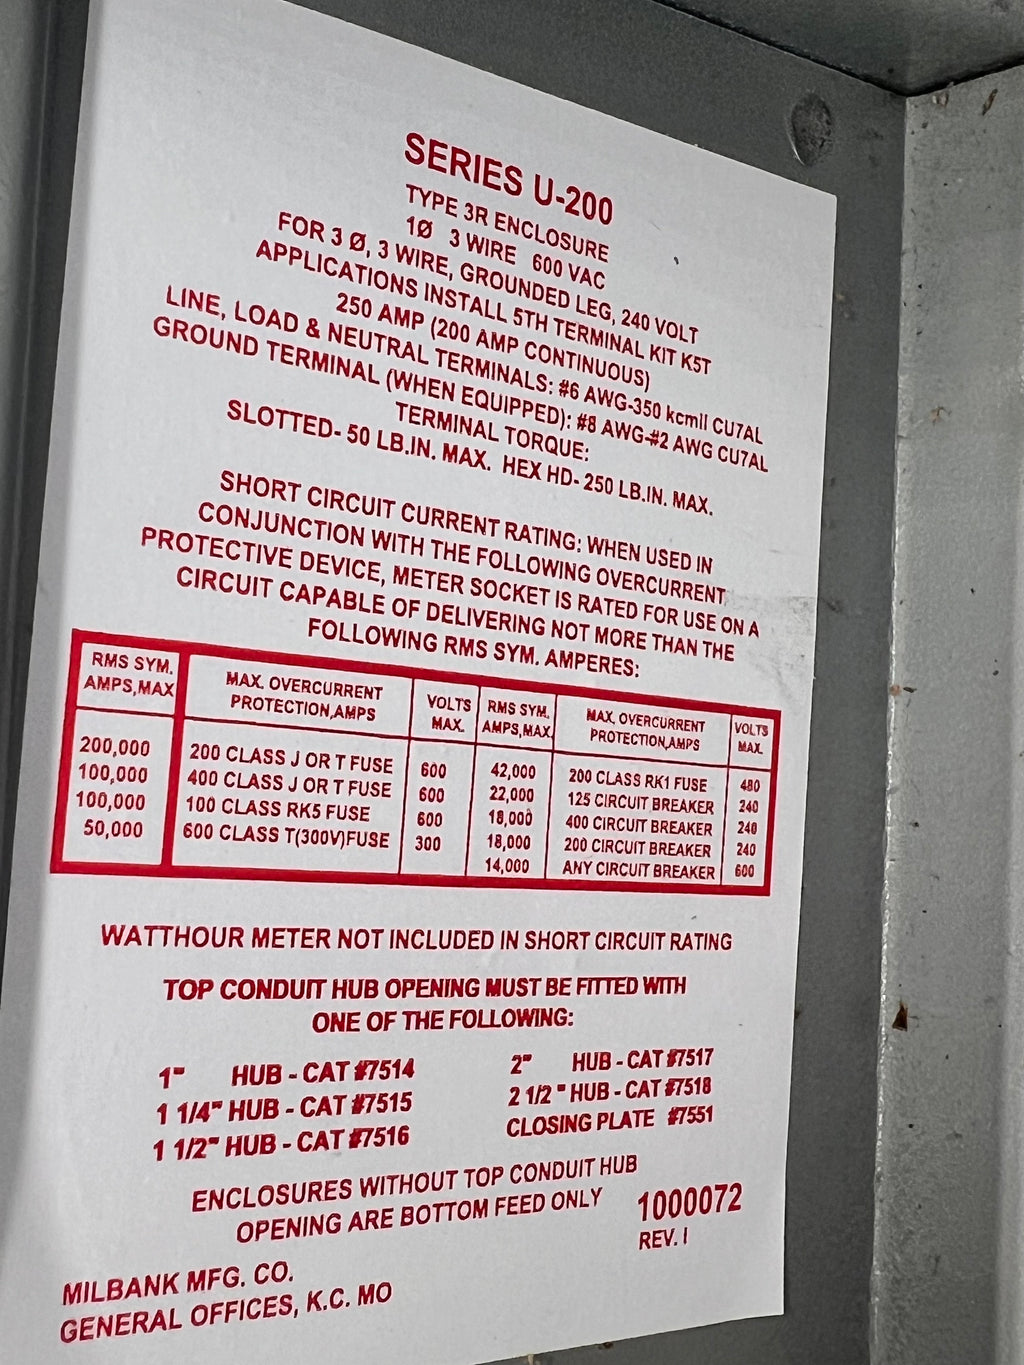 SERIES U-200
TYPE 3R ENCLOSURE
1Ø 3 WIRE 600 VAC
FOR 3 Ø, 3 WIRE, GROUNDED LEG, 240 VOLT
APPLICATIONS INSTALL 5TH TERMINAL KIT K5T
250 AMP (200 AMP CONTINUOUS)
LINE, LOAD & NEUTRAL TERMINALS: #6 AWG-350 kcmil CU7AL
GROUND TERMINAL (WHEN EQUIPPED): #8 AWG-#2 AWG CU7AL
TERMINAL TORQUE:
SLOTTED- 50 LB.IN. MAX. HEX HD- 250 LB.IN. MAX.
SHORT CIRCUIT CURRENT RATING: WHEN USED IN
CONJUNCTION WITH THE FOLLOWING OVERCURRENT
PROTECTIVE DEVICE, METER SOCKET IS RATED FOR USE ON A
CIRCUIT CAPABLE OF DELIVERING NOT MORE THAN THE
FOLLOWING RMS SYM. AMPERES:
RMS SYM. MAX. OVERCURRENT VOLTS RMS SYM. MAX. OVERCURRENT VOLTS
AMPS,MAX PROTECTION,AMPS MAX. AMPS,MAX. PROTECTION,AMPS MAX.
200,000 200 CLASS J OR T FUSE 600 42,000 200 CLASS RK1 FUSE 480
100,000 400 CLASS J OR T FUSE 600 22,000 125 CIRCUIT BREAKER 240
100,000 100 CLASS RK5 FUSE 600 18,000 400 CIRCUIT BREAKER 240
50,000 600 CLASS T(300V)FUSE 300 18,000 200 CIRCUIT BREAKER 240
14,000 ANY CIRCUIT BREAKER 600
WATTHOUR METER NOT INCLUDED IN SHORT CIRCUIT RATING
TOP CONDUIT HUB OPENING MUST BE FITTED WITH
ONE OF THE FOLLOWING:
1" HUB - CAT #7514 2" HUB - CAT #7517
1 1/4" HUB - CAT #7515 2 1/2 " HUB - CAT #7518
1 1/2" HUB - CAT #7516 CLOSING PLATE #7551
ENCLOSURES WITHOUT TOP CONDUIT HUB
OPENING ARE BOTTOM FEED ONLY
1000072
REV. I
MILBANK MFG. CO.
GENERAL OFFICES, K.C. MO